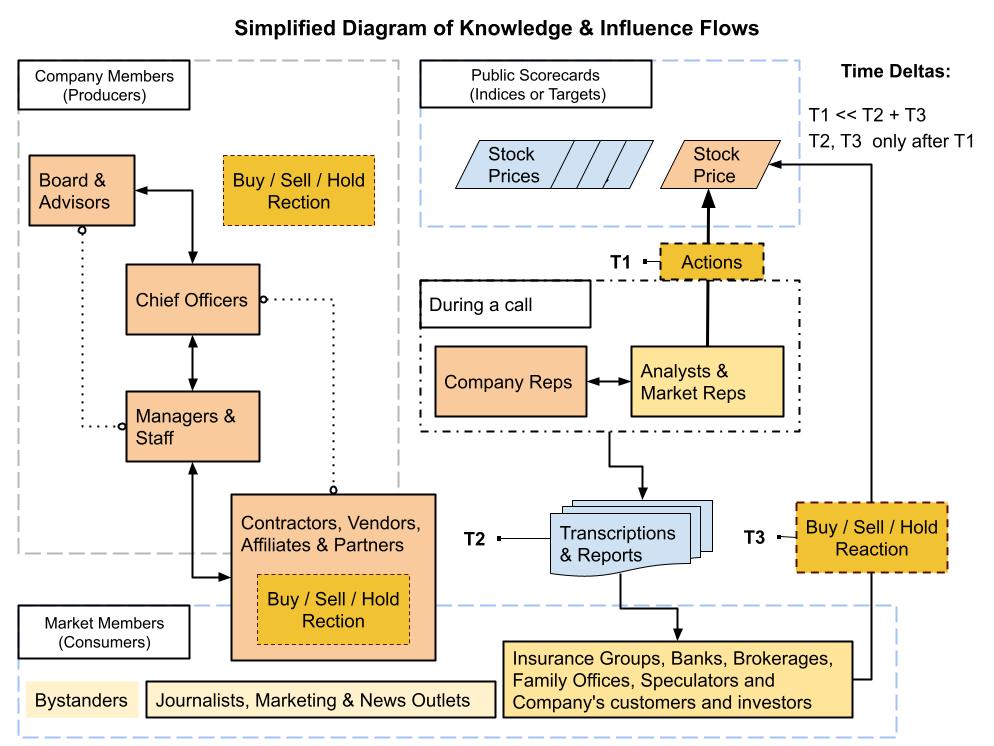 Simplified Diagram of Knowledge & Influence Flows
Company Members
(Producers)
Public Scorecards
(Indices or Targets)
Time Deltas:
T1 << T2 + T3
T2, T3 only after T1
Board &
Advisors
Buy / Sell / Hold
Rection
Stock
Prices
Stock
Price
T1
Actions
Chief Officers
During a call
Company Reps
Analysts &
Market Reps
Managers &
Staff
Contractors, Vendors,
Affiliates & Partners
Buy / Sell / Hold
Rection
T2
Transcriptions
& Reports
T3
Buy / Sell / Hold
Reaction
Market Members
(Consumers)
Bystanders
Journalists, Marketing & News Outlets
Insurance Groups, Banks, Brokerages,
Family Offices, Speculators and
Company's customers and investors